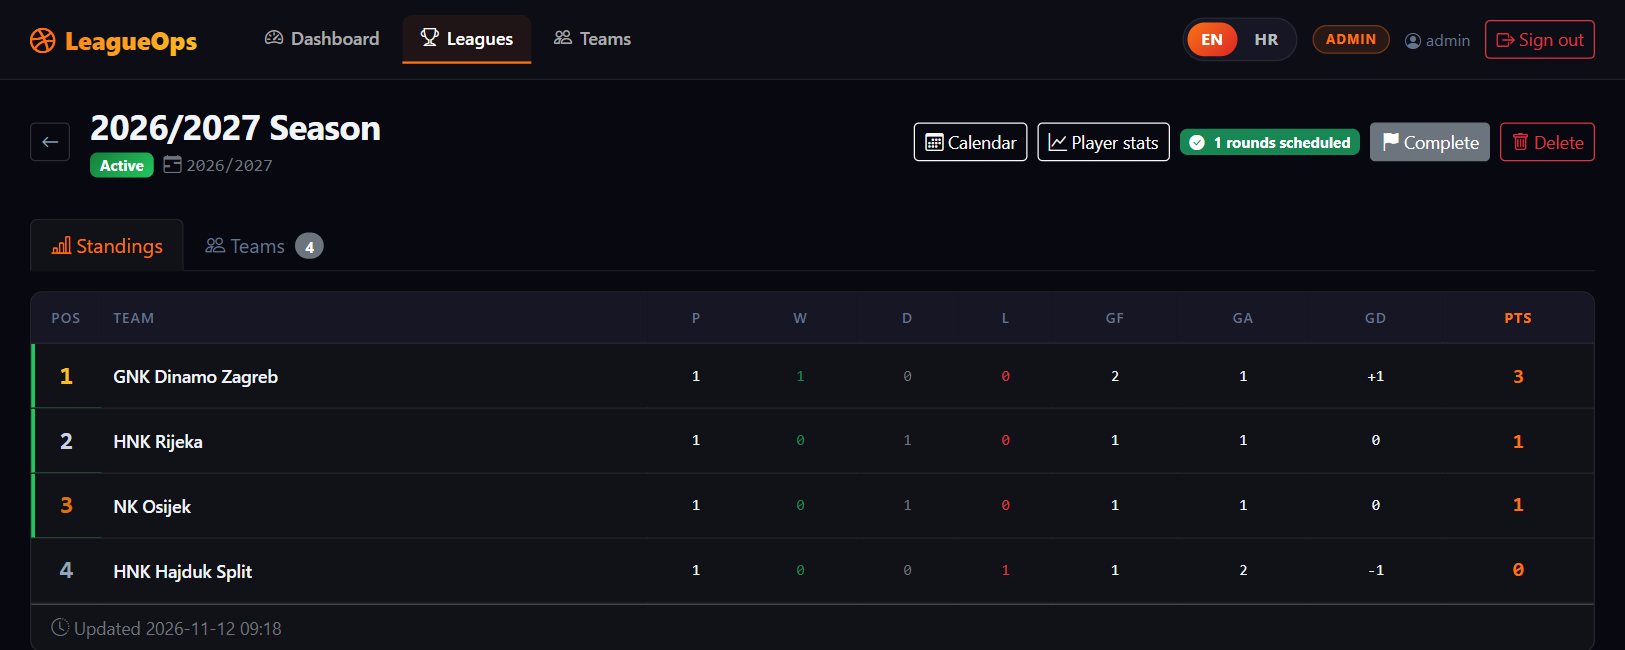 LeagueOps Dashboard Leagues Teams EN HR ADMIN admin Sign out
2026/2027 Season
Active 2026/2027
Calendar Player stats 1 rounds scheduled Complete Delete
Standings Teams 4
POS TEAM P W D L GF GA GD PTS
1 GNK Dinamo Zagreb 1 1 0 0 2 1 +1 3
2 HNK Rijeka 1 0 1 0 1 1 0 1
3 NK Osijek 1 0 1 0 1 1 0 1
4 HNK Hajduk Split 1 0 0 1 1 2 -1 0
Updated 2026-11-12 09:18